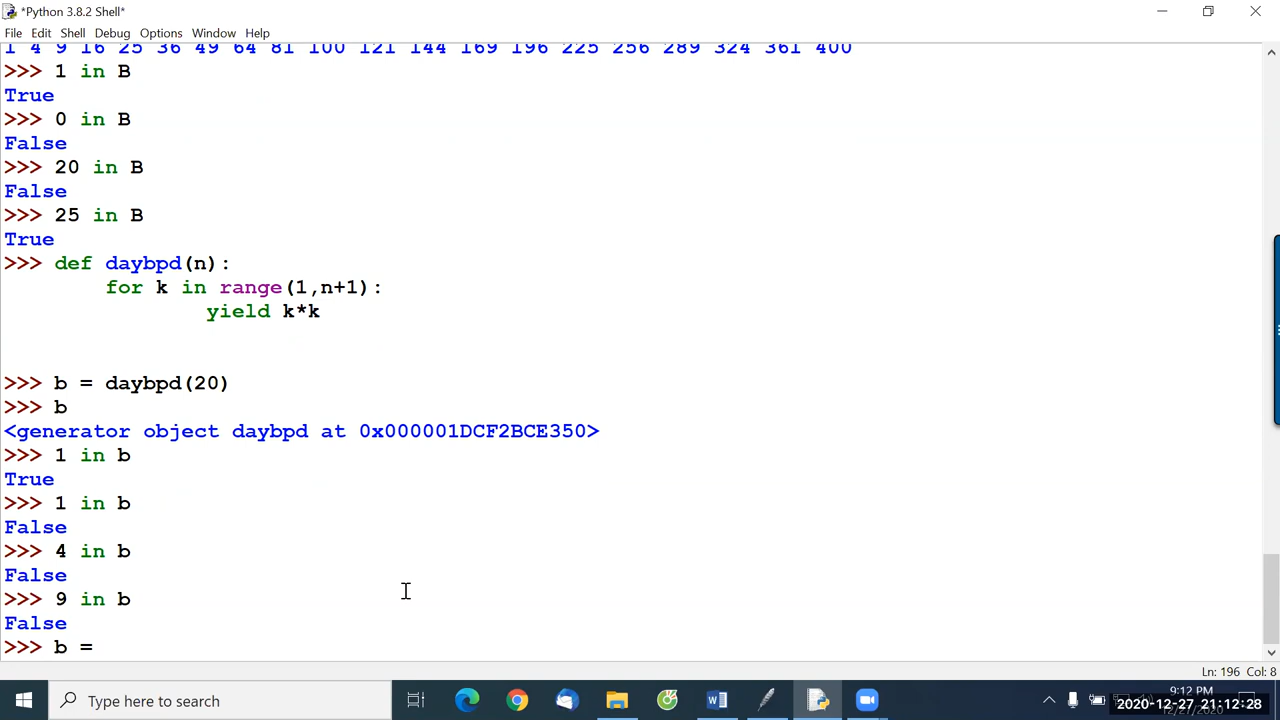 *Python 3.8.2 Shell*
File Edit Shell Debug Options Window Help
1 4 9 16 25 36 49 64 81 100 121 144 169 196 225 256 289 324 361 400
>>> 1 in B
True
>>> 0 in B
False
>>> 20 in B
False
>>> 25 in B
True
>>> def daybpd(n):
for k in range(1,n+1):
yield k*k
>>> b = daybpd(20)
>>> b
<generator object daybpd at 0x000001DCF2BCE350>
>>> 1 in b
True
>>> 1 in b
False
>>> 4 in b
False
>>> 9 in b
False
>>> b =
Ln: 196 Col: 8
Type here to search
9:12 PM
2020-12-27 21:12:28